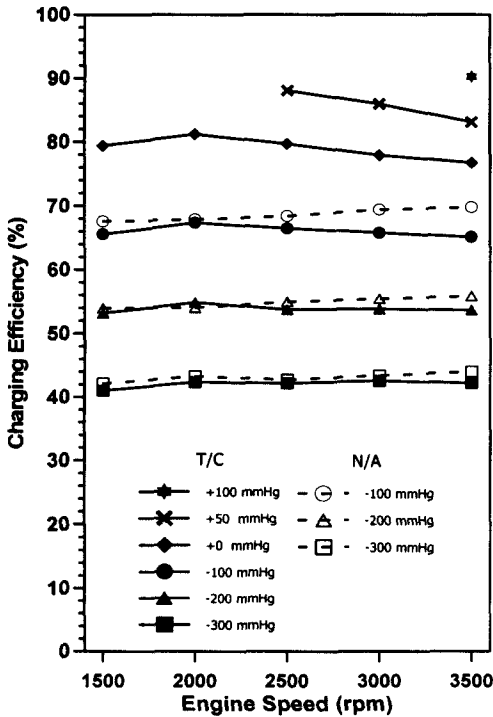 100
90
80
70
60
50
40
30
20
10
0
Charging Efficiency (%)
T/C N/A
+100 mmHg -100 mmHg
+50 mmHg -200 mmHg
+0 mmHg -300 mmHg
-100 mmHg
-200 mmHg
-300 mmHg
1500 2000 2500 3000 3500
Engine Speed (rpm)